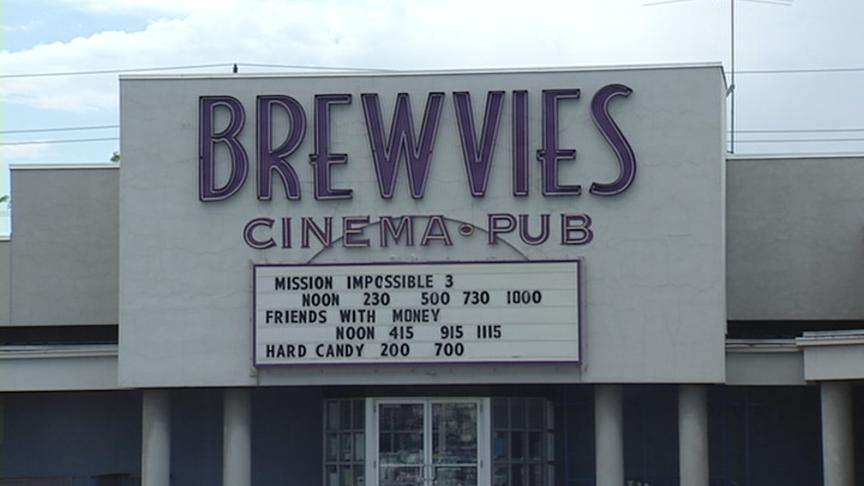 BREWVIES
CINEMA • PUB
MISSION IMPOSSIBLE 3
NOON 230 500 730 1000
FRIENDS WITH MONEY
NOON 415 915 1115
HARD CANDY 200 700